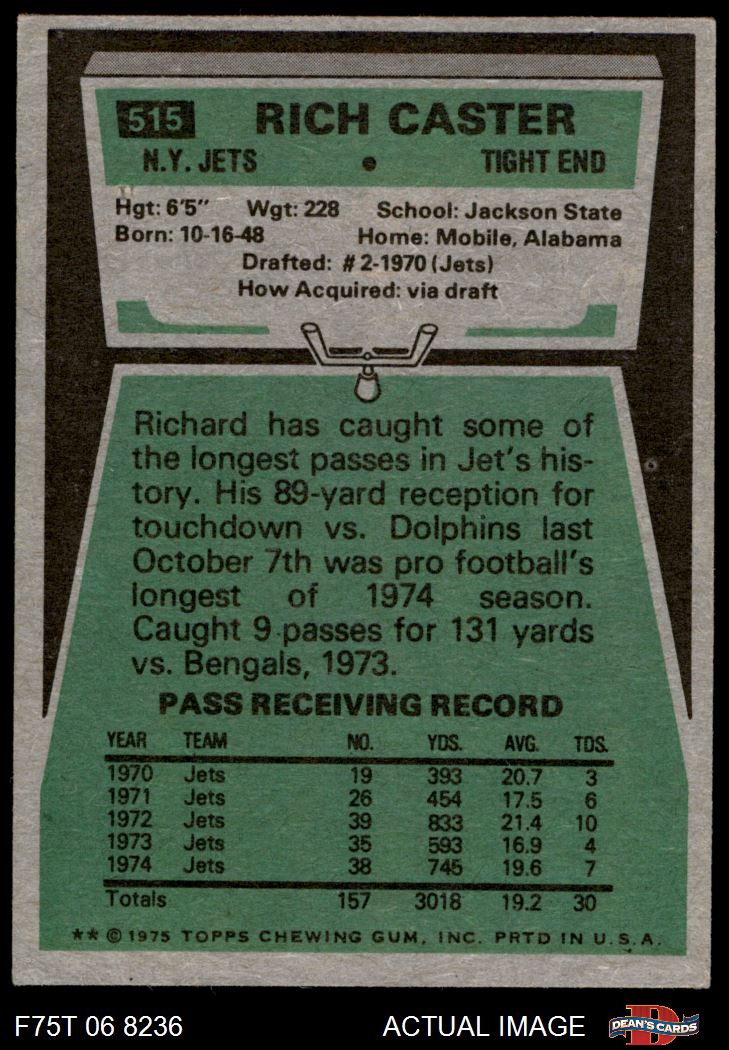 515 RICH CASTER
N.Y. JETS • TIGHT END
Hgt: 6'5" Wgt: 228 School: Jackson State
Born: 10-16-48 Home: Mobile, Alabama
Drafted: #2-1970 (Jets)
How Acquired: via draft
Richard has caught some of
the longest passes in Jet's his-
tory. His 89-yard reception for
touchdown vs. Dolphins last
October 7th was pro football's
longest of 1974 season.
Caught 9 passes for 131 yards
vs. Bengals, 1973.
PASS RECEIVING RECORD
YEAR TEAM NO. YDS. AVG. TDS.
1970 Jets 19 393 20.7 3
1971 Jets 26 454 17.5 6
1972 Jets 39 833 21.4 10
1973 Jets 35 593 16.9 4
1974 Jets 38 745 19.6 7
Totals 157 3018 19.2 30
** © 1975 TOPPS CHEWING GUM, INC. PRTD IN U.S.A.
F75T 06 8236 ACTUAL IMAGE DEAN'S CARDS